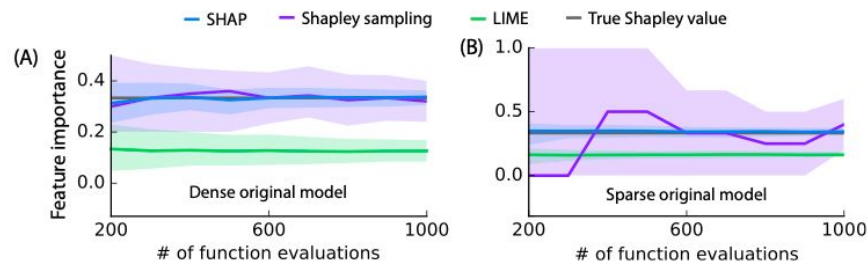 SHAP Shapley sampling LIME True Shapley value
(A)
Feature importance
0.4
0.2
0.0
Dense original model
200 600 1000
# of function evaluations
(B)
1.0
0.5
0.0
Sparse original model
200 600 1000
# of function evaluations